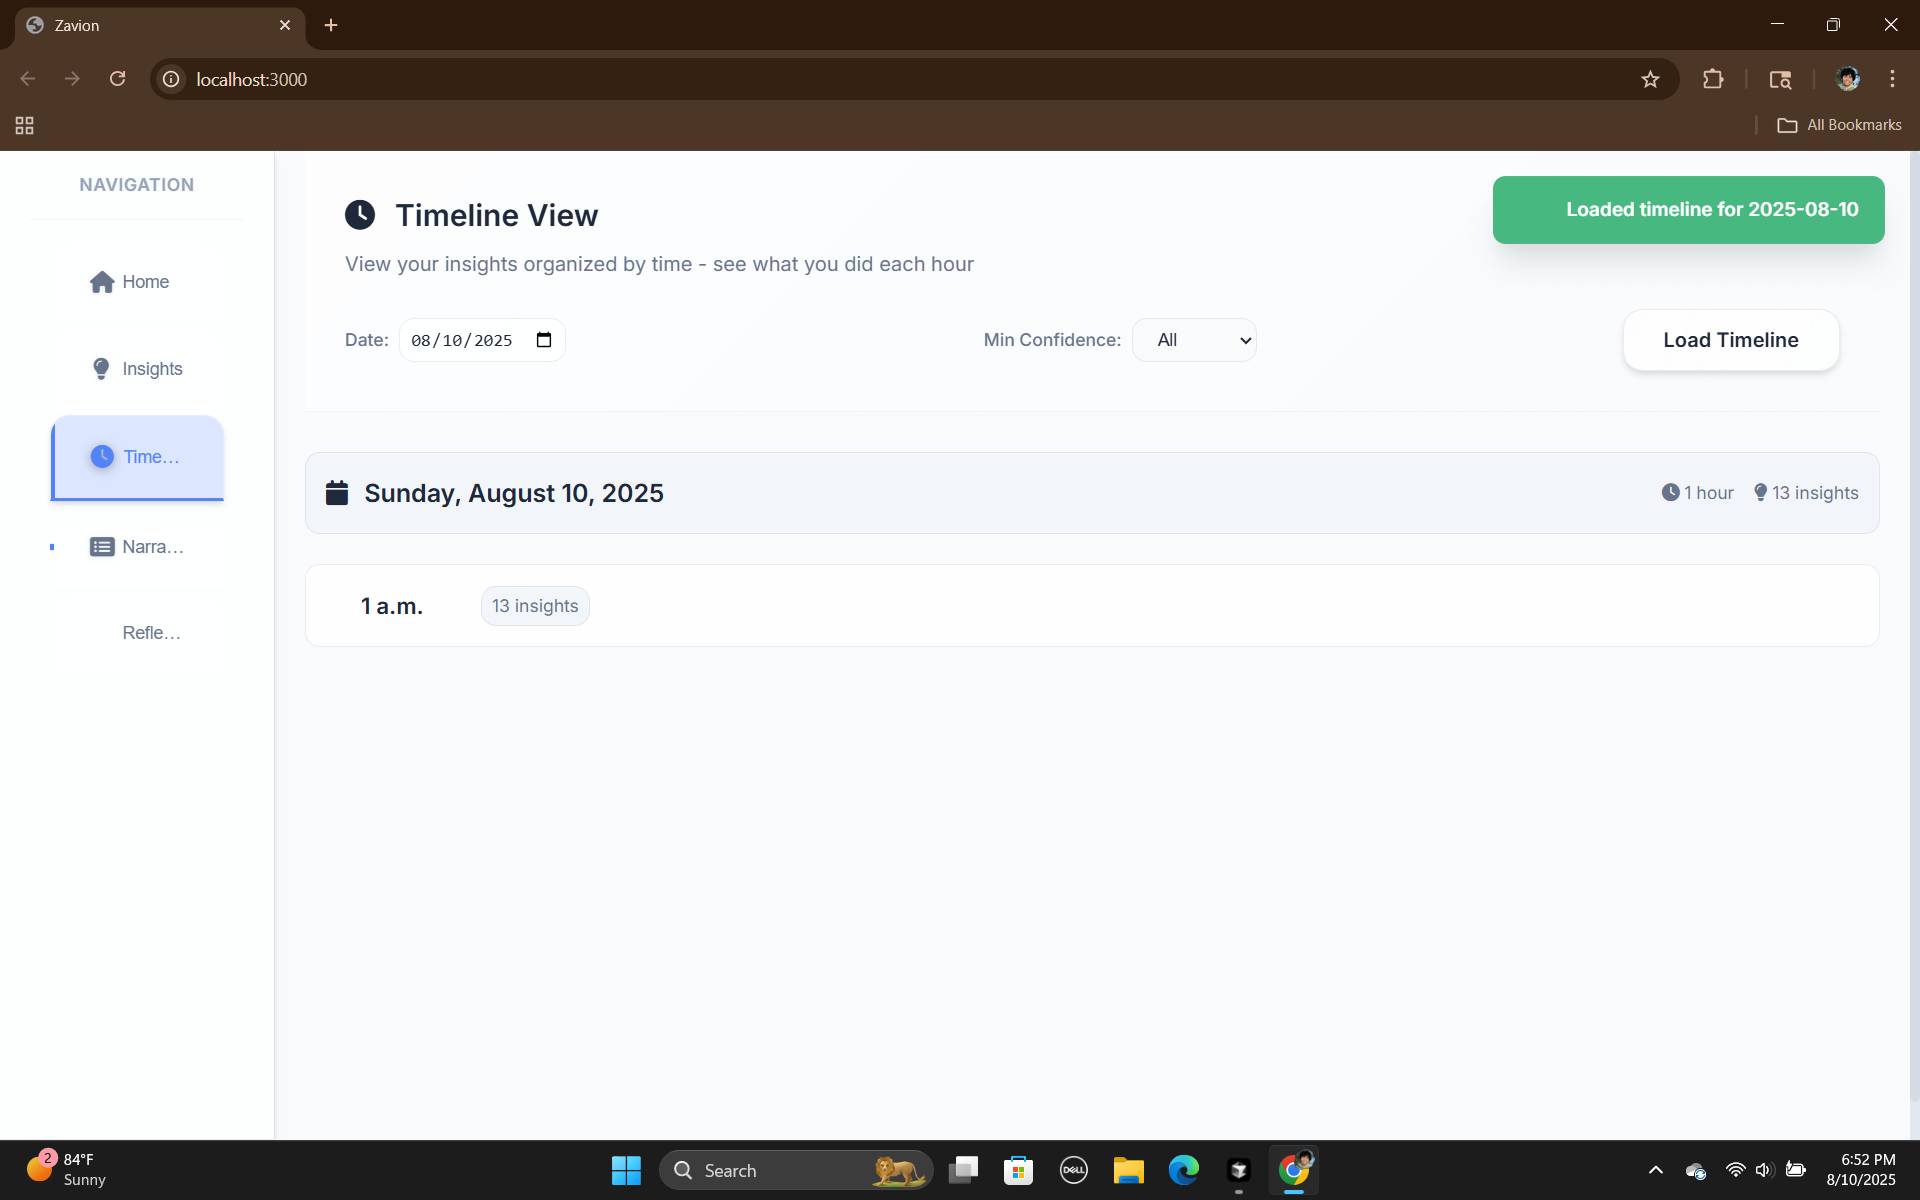 Zavion
localhost:3000
All Bookmarks
NAVIGATION
Home
Insights
Time...
Narra...
Refle...
Timeline View
View your insights organized by time - see what you did each hour
Loaded timeline for 2025-08-10
Date: 08/10/2025
Min Confidence: All
Load Timeline
Sunday, August 10, 2025
1 hour 13 insights
1 a.m. 13 insights
2
84°F
Sunny
Search
DELL
6:52 PM
8/10/2025